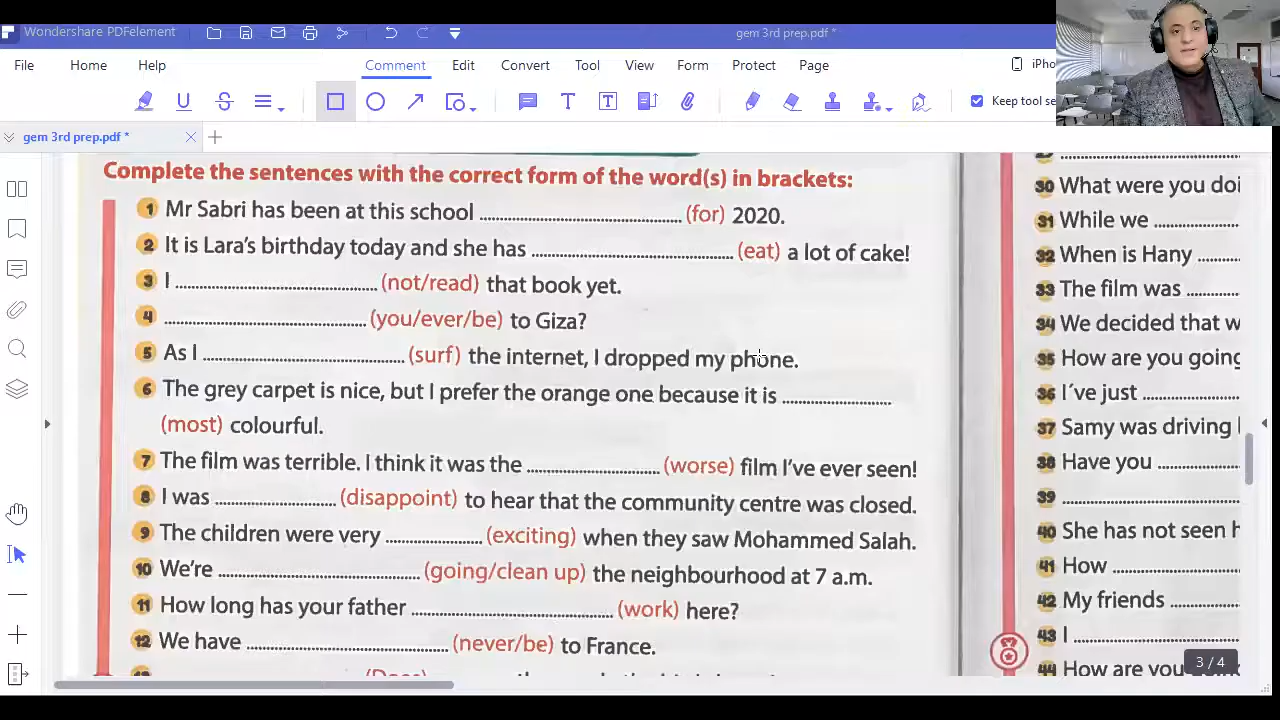 Wondershare PDFelement
gem 3rd prep.pdf *
File Home Help Comment Edit Convert Tool View Form Protect Page
Keep tool se
gem 3rd prep.pdf *
Complete the sentences with the correct form of the word(s) in brackets:
1 Mr Sabri has been at this school .................... (for) 2020.
2 It is Lara's birthday today and she has .................... (eat) a lot of cake!
3 I .................... (not/read) that book yet.
4 .................... (you/ever/be) to Giza?
5 As I .................... (surf) the internet, I dropped my phone.
6 The grey carpet is nice, but I prefer the orange one because it is ....................
(most) colourful.
7 The film was terrible. I think it was the .................... (worse) film I've ever seen!
8 I was .................... (disappoint) to hear that the community centre was closed.
9 The children were very .................... (exciting) when they saw Mohammed Salah.
10 We're .................... (going/clean up) the neighbourhood at 7 a.m.
11 How long has your father .................... (work) here?
12 We have .................... (never/be) to France.
30 What were you doi
31 While we ....................
32 When is Hany ....................
33 The film was ....................
34 We decided that w
35 How are you going
36 I've just ....................
37 Samy was driving
38 Have you ....................
39 ....................
40 She has not seen h
41 How ....................
42 My friends ....................
43 I ....................
44 How are you
3 / 4